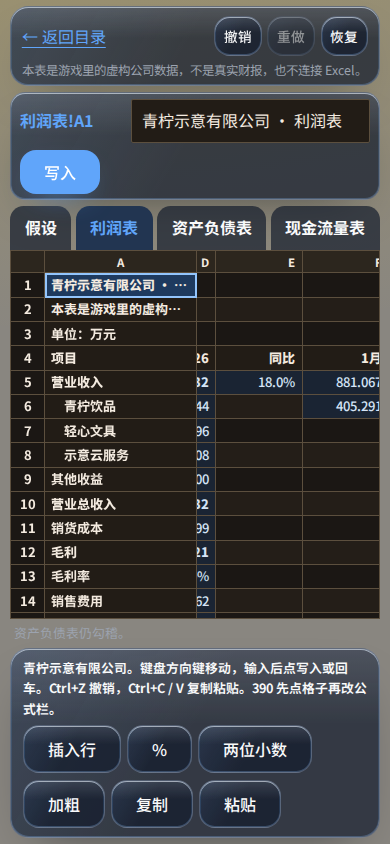 ← 返回目录
撤销 重做 恢复
本表是游戏里的虚构公司数据，不是真实财报，也不连接 Excel。
利润表!A1
青柠示意有限公司 · 利润表
写入
假设 利润表 资产负债表 现金流量表
A D E F
1 青柠示意有限公司 · …
2 本表是游戏里的虚构…
3 单位：万元
4 项目 26 同比 1月
5 营业收入 32 18.0% 881.067
6 青柠饮品 44 405.291
7 轻心文具 96
8 示意云服务 08
9 其他收益 00
10 营业总收入 32
11 销货成本 99
12 毛利 21
13 毛利率 %
14 销售费用 62
资产负债表仍勾稽。
青柠示意有限公司。键盘方向键移动，输入后点写入或回
车。Ctrl+Z 撤销，Ctrl+C / V 复制粘贴。390 先点格子再改公
式栏。
插入行 % 两位小数
加粗 复制 粘贴